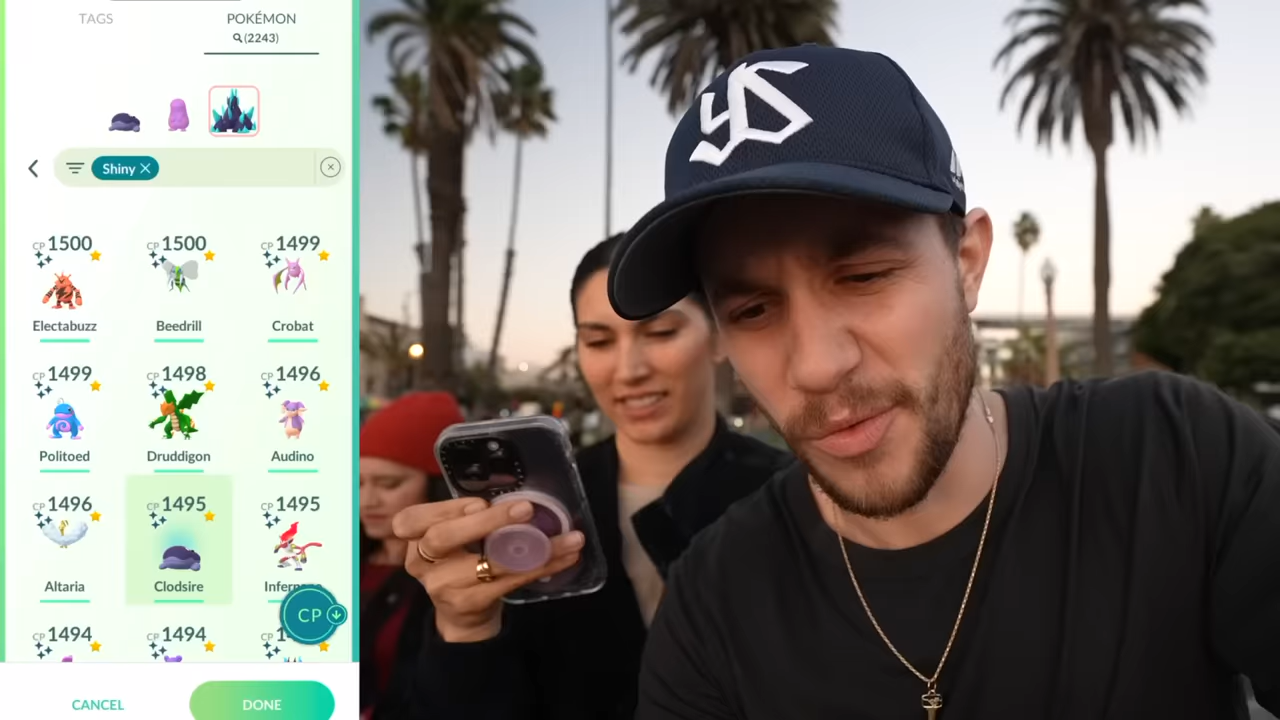 TAGS
POKÉMON
(2243)
Shiny
CP 1500
CP 1500
CP 1499
Electabuzz
Beedrill
Crobat
CP 1499
CP 1498
CP 1496
Politoed
Druddigon
Audino
CP 1496
CP 1495
CP 1495
Altaria
Clodsire
CP
CP 1494
CP 1494
CP
CANCEL
DONE